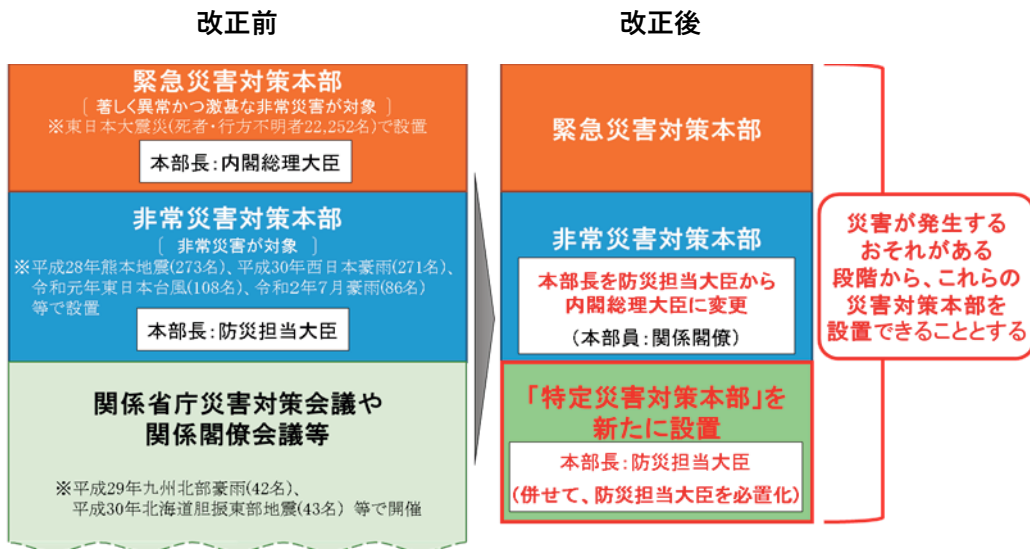 改正前
緊急災害対策本部
［ 著しく異常かつ激甚な非常災害が対象 ］
※東日本大震災(死者・行方不明者22,252名)で設置
本部長:内閣総理大臣
非常災害対策本部
［ 非常災害が対象 ］
※平成28年熊本地震(273名)、平成30年西日本豪雨(271名)、
令和元年東日本台風(108名)、令和2年7月豪雨(86名)
等で設置
本部長:防災担当大臣
関係省庁災害対策会議や
関係閣僚会議等
※平成29年九州北部豪雨(42名)、
平成30年北海道胆振東部地震(43名) 等で開催
改正後
緊急災害対策本部
非常災害対策本部
本部長を防災担当大臣から
内閣総理大臣に変更
(本部員:関係閣僚)
「特定災害対策本部」を
新たに設置
本部長:防災担当大臣
(併せて、防災担当大臣を必置化)
災害が発生する
おそれがある
段階から、これらの
災害対策本部を
設置できることとする